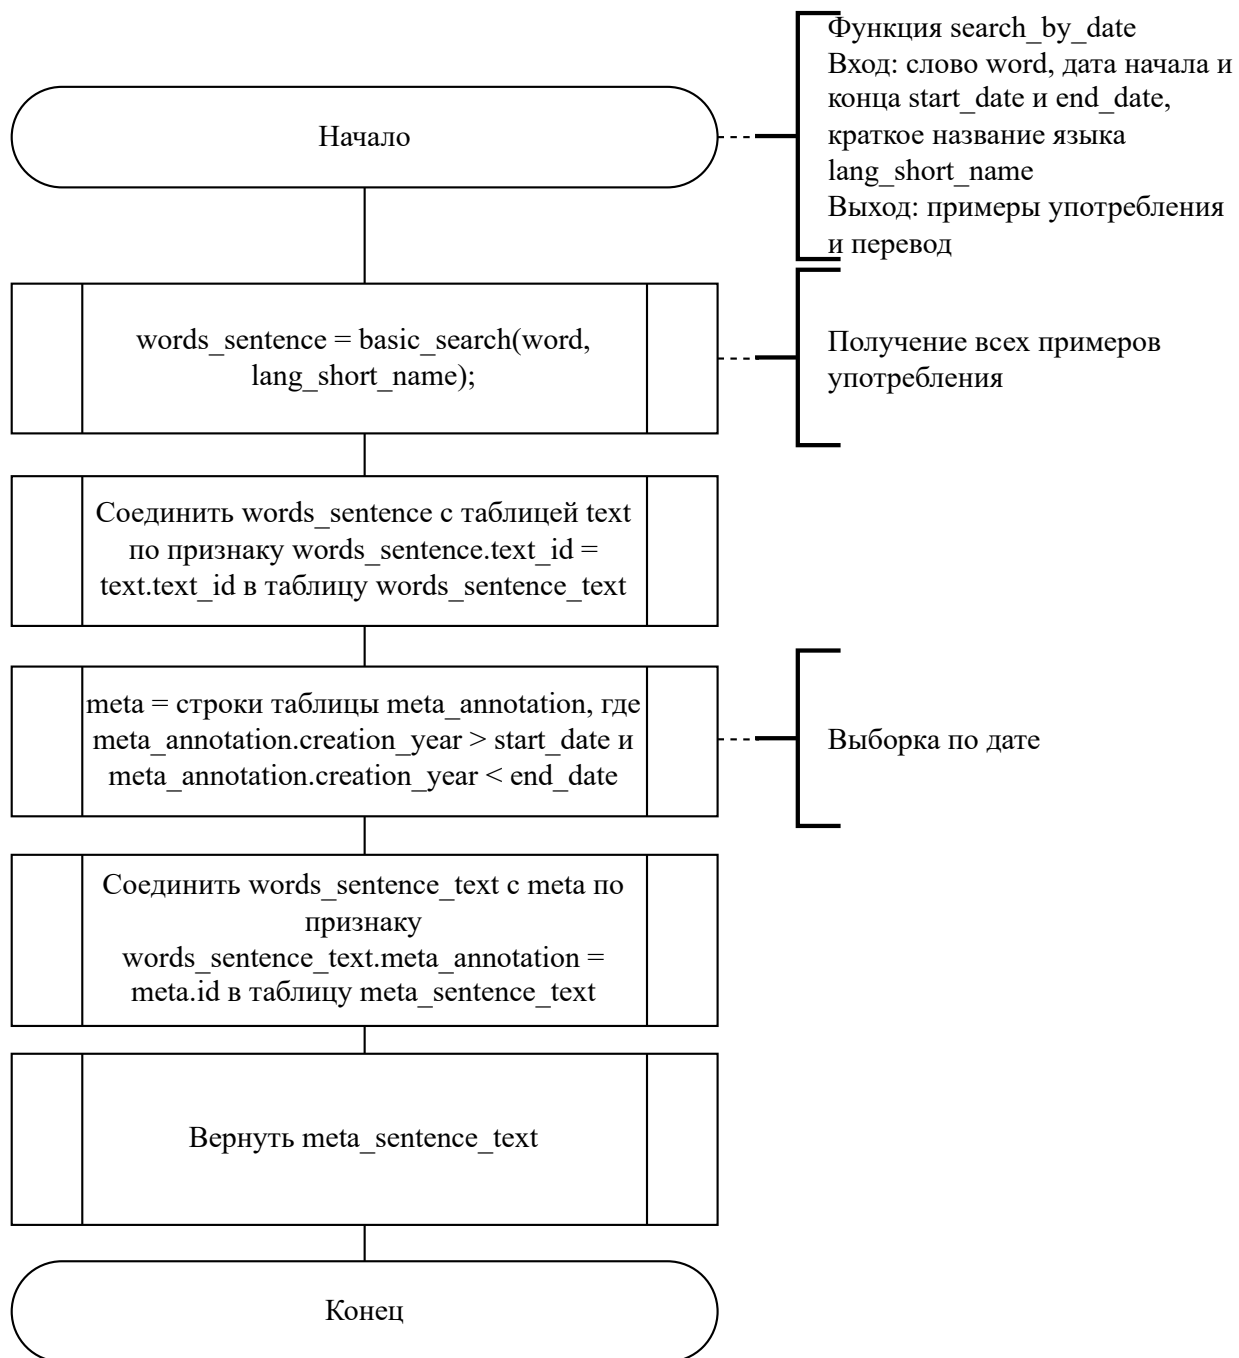 Начало
Функция search_by_date
Вход: слово word, дата начала и
конца start_date и end_date,
краткое название языка
lang_short_name
Выход: примеры употребления
и перевод
words_sentence = basic_search(word,
lang_short_name);
Получение всех примеров
употребления
Соединить words_sentence с таблицей text
по признаку words_sentence.text_id =
text.text_id в таблицу words_sentence_text
meta = строки таблицы meta_annotation, где
meta_annotation.creation_year > start_date и
meta_annotation.creation_year < end_date
Выборка по дате
Соединить words_sentence_text с meta по
признаку
words_sentence_text.meta_annotation =
meta.id в таблицу meta_sentence_text
Вернуть meta_sentence_text
Конец